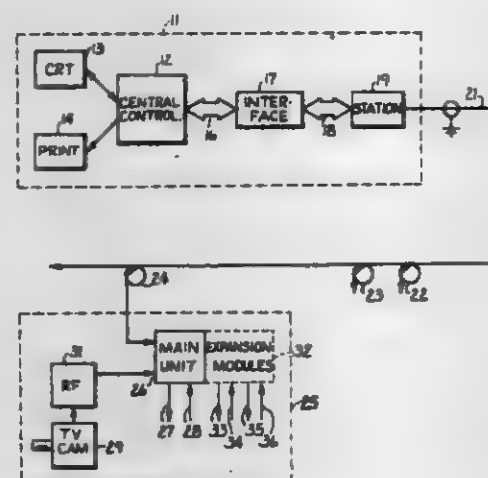 11
13
12
17
19
21
CRT
CENTRAL
CONTROL.
INTER-
FACE
STATION
14
16
18
PRINT
24
23
22
31
MAIN
UNIT
EXPANSION
MODULES
32
RF
26
25
27
28
33
34
35
36
TV
CAM
29